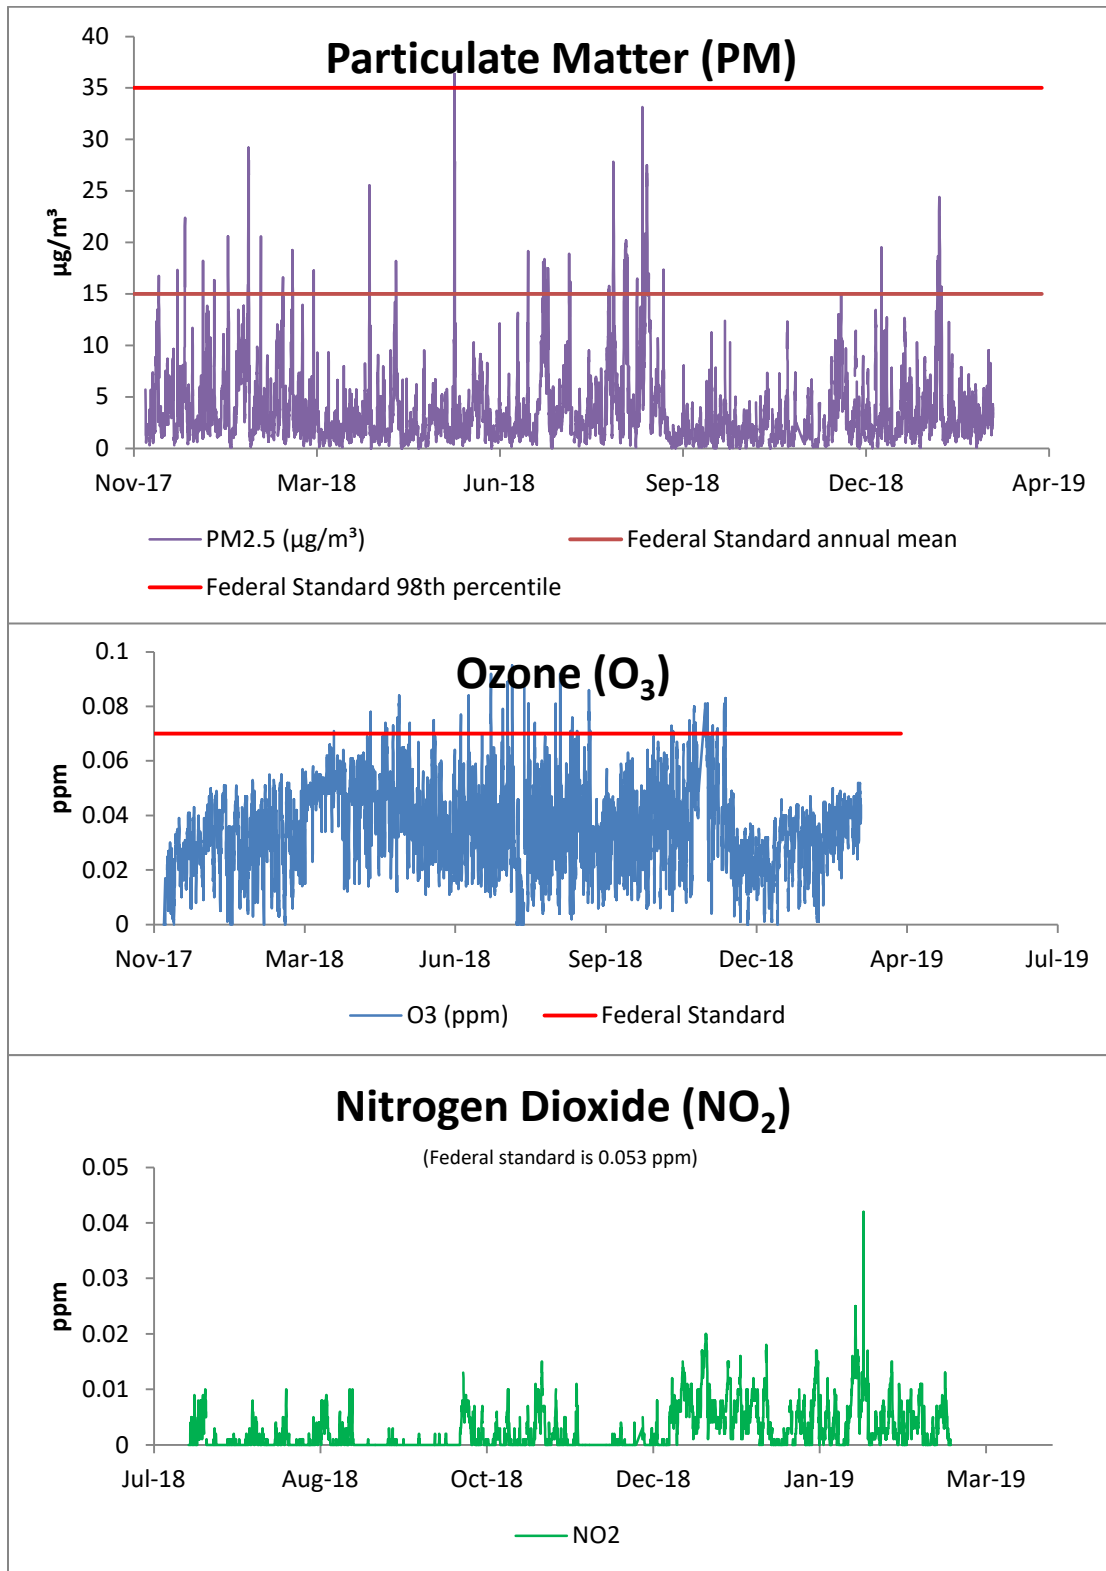 Particulate Matter (PM)
40
35
30
25
20
15
10
5
0
µg/m³
Nov-17 Mar-18 Jun-18 Sep-18 Dec-18 Apr-19
PM2.5 (µg/m³) Federal Standard annual mean
Federal Standard 98th percentile
Ozone (O₃)
0.1
0.08
0.06
0.04
0.02
0
ppm
Nov-17 Mar-18 Jun-18 Sep-18 Dec-18 Apr-19 Jul-19
O3 (ppm) Federal Standard
Nitrogen Dioxide (NO₂)
(Federal standard is 0.053 ppm)
0.05
0.04
0.03
0.02
0.01
0
ppm
Jul-18 Aug-18 Oct-18 Dec-18 Jan-19 Mar-19
NO2